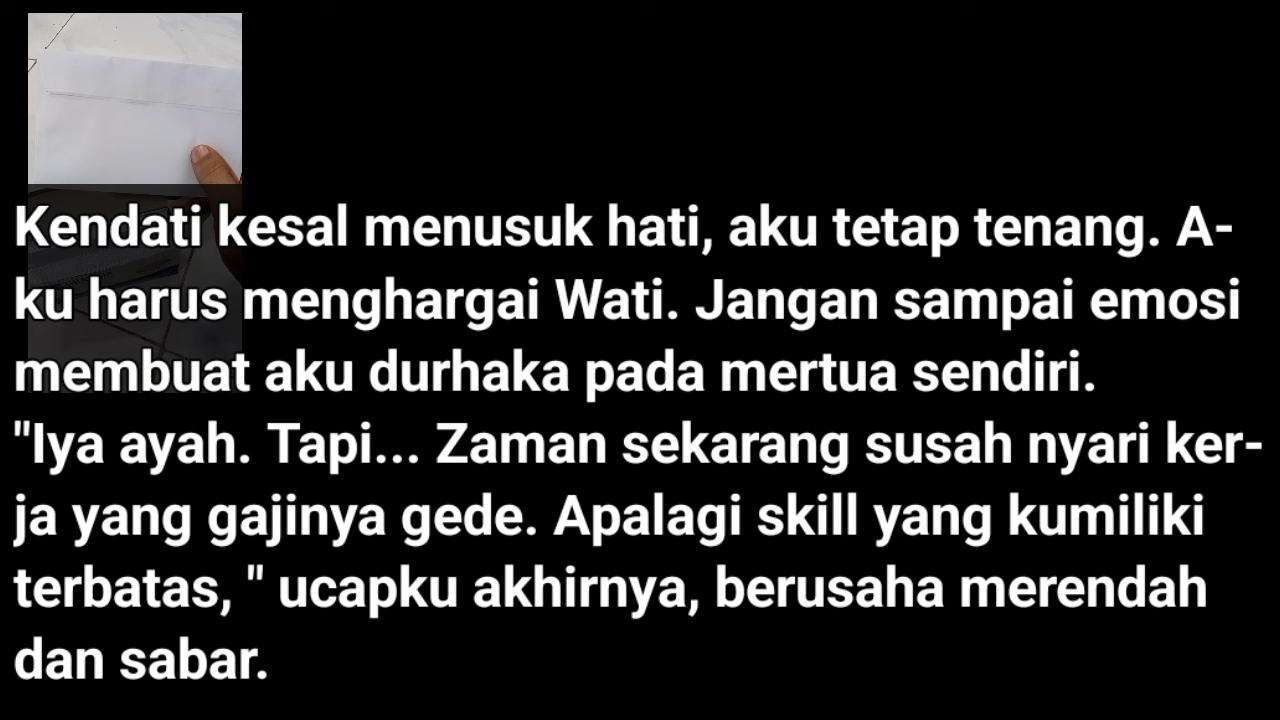 Kendati kesal menusuk hati, aku tetap tenang. A-
ku harus menghargai Wati. Jangan sampai emosi
membuat aku durhaka pada mertua sendiri.
"Iya ayah. Tapi... Zaman sekarang susah nyari ker-
ja yang gajinya gede. Apalagi skill yang kumiliki
terbatas, " ucapku akhirnya, berusaha merendah
dan sabar.